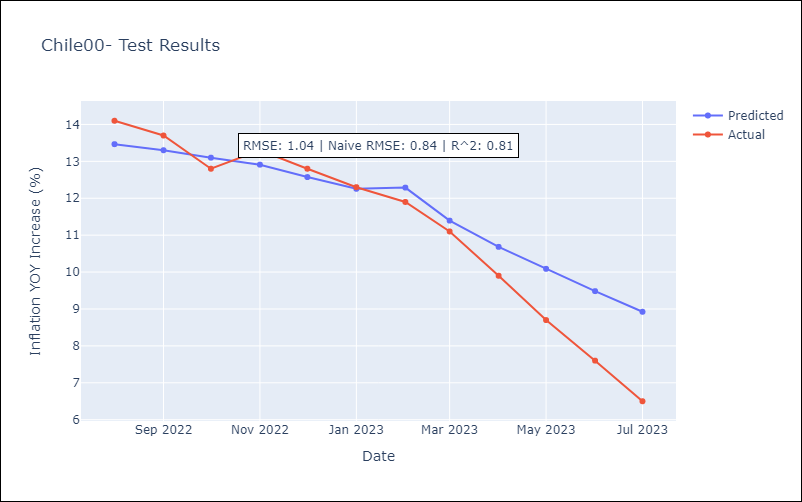 Chile00- Test Results
Predicted
Actual
RMSE: 1.04 | Naive RMSE: 0.84 | R^2: 0.81
Inflation YOY Increase (%)
14
13
12
11
10
9
8
7
6
Sep 2022 Nov 2022 Jan 2023 Mar 2023 May 2023 Jul 2023
Date